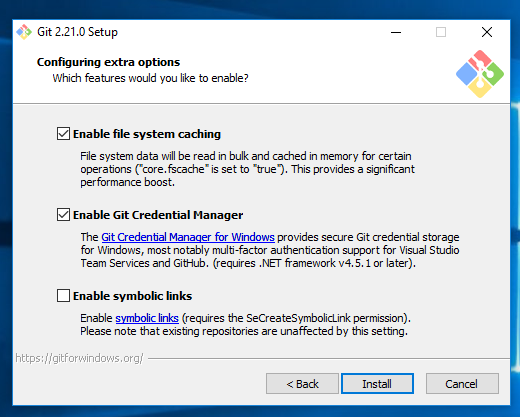 Git 2.21.0 Setup
Configuring extra options
Which features would you like to enable?
Enable file system caching
File system data will be read in bulk and cached in memory for certain
operations ("core.fscache" is set to "true"). This provides a significant
performance boost.
Enable Git Credential Manager
The Git Credential Manager for Windows provides secure Git credential storage
for Windows, most notably multi-factor authentication support for Visual Studio
Team Services and GitHub. (requires .NET framework v4.5.1 or later).
Enable symbolic links
Enable symbolic links (requires the SeCreateSymbolicLink permission).
Please note that existing repositories are unaffected by this setting.
https://gitforwindows.org/
< Back
Install
Cancel